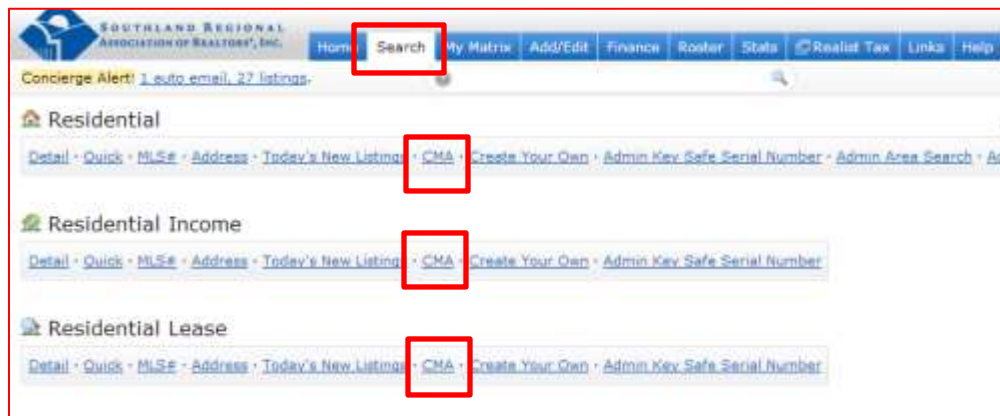 SOUTHLAND REGIONAL
ASSOCIATION OF REALTORS®, INC.
Home Search My Matrix Add/Edit Finance Roster Stats Realist Tax Links Help
Concierge Alert! 1 auto email, 27 listings.
Residential
Detail · Quick · MLS# · Address · Today's New Listings · CMA · Create Your Own · Admin Key Safe Serial Number · Admin Area Search ·
Residential Income
Detail · Quick · MLS# · Address · Today's New Listings · CMA · Create Your Own · Admin Key Safe Serial Number
Residential Lease
Detail · Quick · MLS# · Address · Today's New Listings · CMA · Create Your Own · Admin Key Safe Serial Number